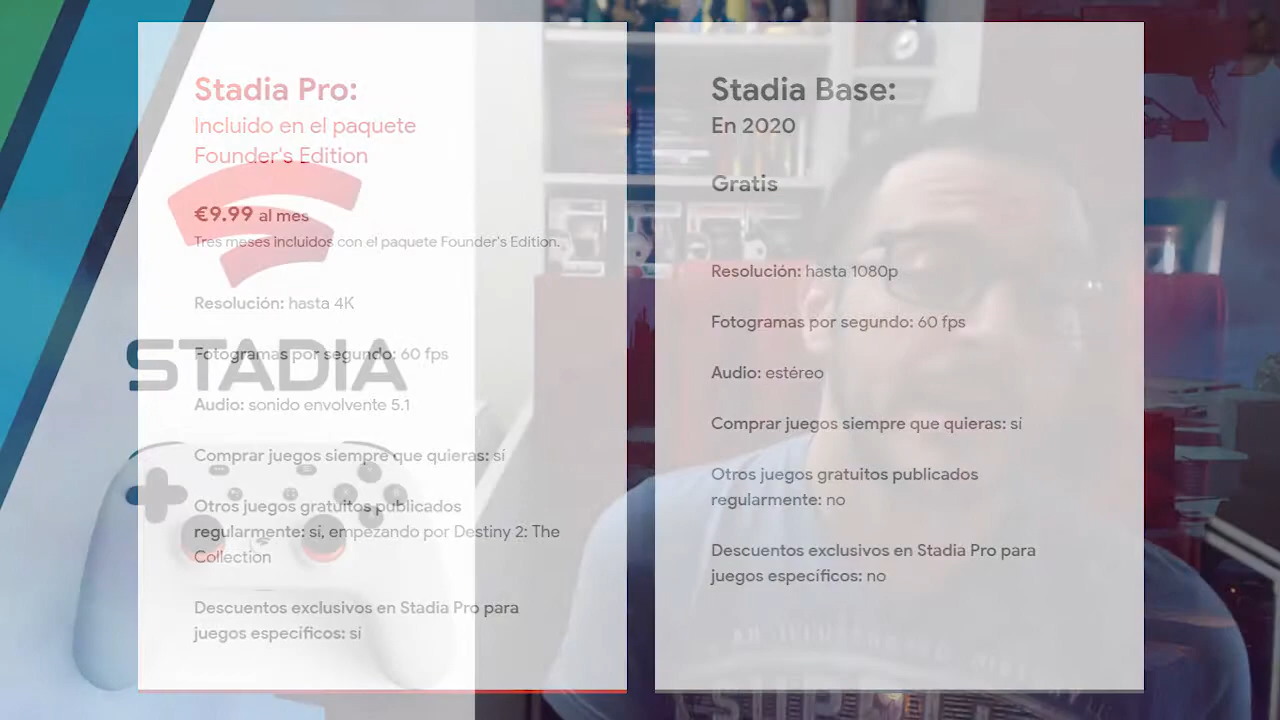 Stadia Pro:
Incluido en el paquete
Founder's Edition
€9.99 al mes
Tres meses incluidos con el paquete Founder's Edition.
Resolución: hasta 4K
Fotogramas por segundo: 60 fps
STADIA
Audio: sonido envolvente 5.1
Comprar juegos siempre que quieras: sí
Otros juegos gratuitos publicados
regularmente: sí, empezando por Destiny 2: The
Collection
Descuentos exclusivos en Stadia Pro para
juegos específicos: sí
Stadia Base:
En 2020
Gratis
Resolución: hasta 1080p
Fotogramas por segundo: 60 fps
Audio: estéreo
Comprar juegos siempre que quieras: sí
Otros juegos gratuitos publicados
regularmente: no
Descuentos exclusivos en Stadia Pro para
juegos específicos: no